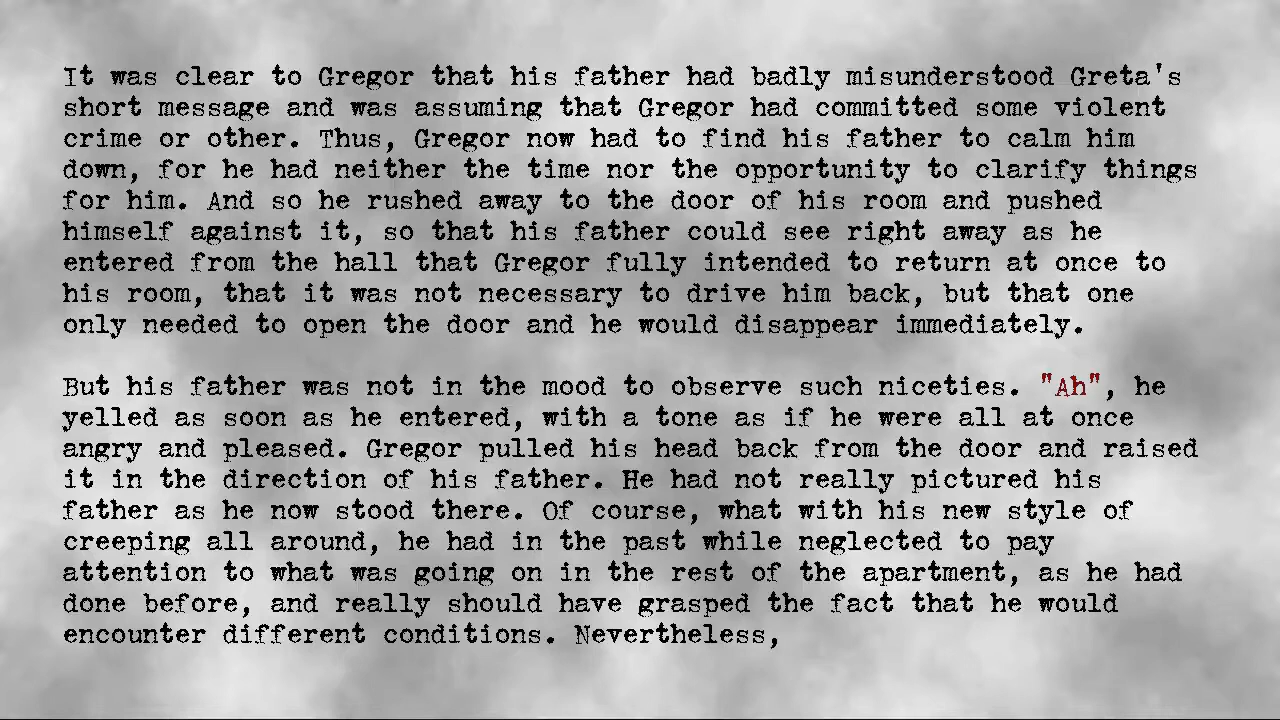 It was clear to Gregor that his father had badly misunderstood Greta's
short message and was assuming that Gregor had committed some violent
crime or other. Thus, Gregor now had to find his father to calm him
down, for he had neither the time nor the opportunity to clarify things
for him. And so he rushed away to the door of his room and pushed
himself against it, so that his father could see right away as he
entered from the hall that Gregor fully intended to return at once to
his room, that it was not necessary to drive him back, but that one
only needed to open the door and he would disappear immediately.

But his father was not in the mood to observe such niceties. "Ah", he
yelled as soon as he entered, with a tone as if he were all at once
angry and pleased. Gregor pulled his head back from the door and raised
it in the direction of his father. He had not really pictured his
father as he now stood there. Of course, what with his new style of
creeping all around, he had in the past while neglected to pay
attention to what was going on in the rest of the apartment, as he had
done before, and really should have grasped the fact that he would
encounter different conditions. Nevertheless,